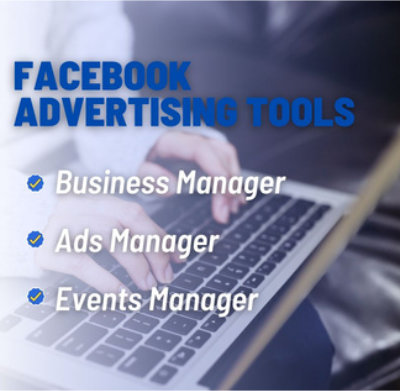 FACEBOOK
ADVERTISING TOOLS
Business Manager
Ads Manager
Events Manager